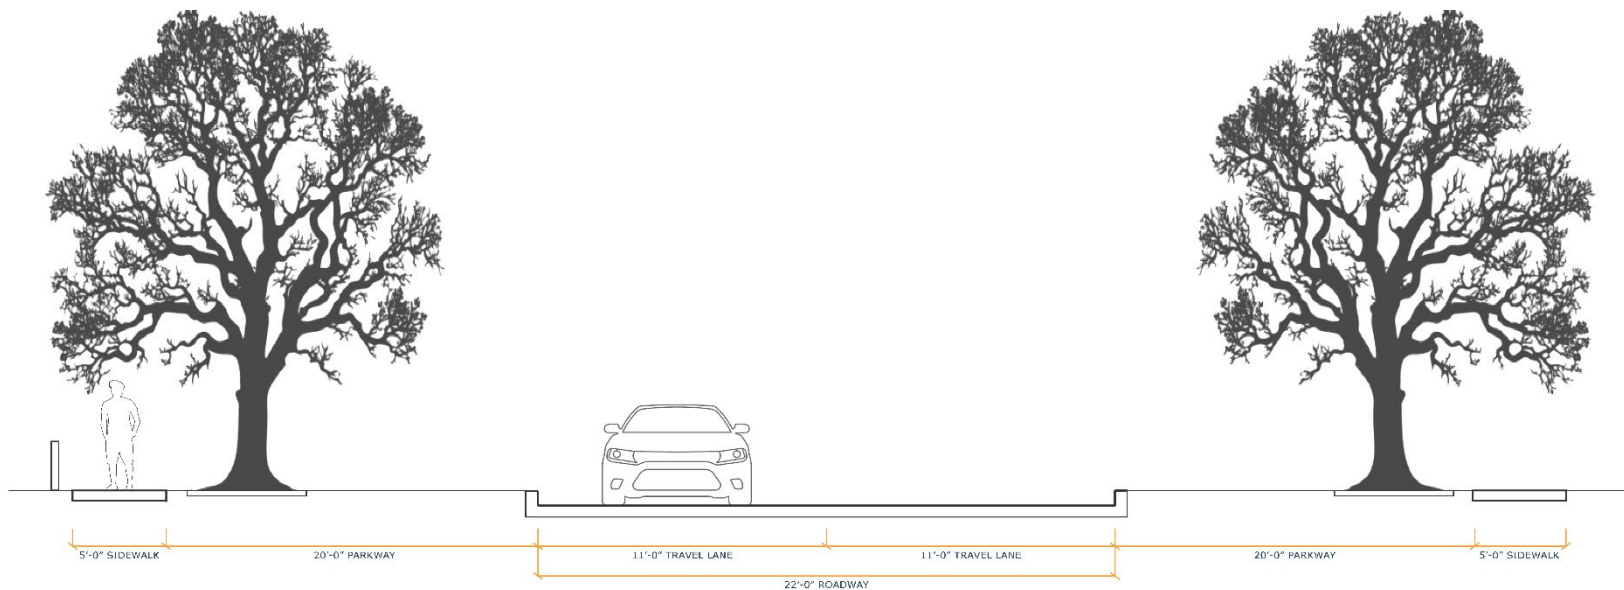 5'-0" SIDEWALK
20'-0" PARKWAY
11'-0" TRAVEL LANE
11'-0" TRAVEL LANE
20'-0" PARKWAY
5'-0" SIDEWALK
22'-0" ROADWAY